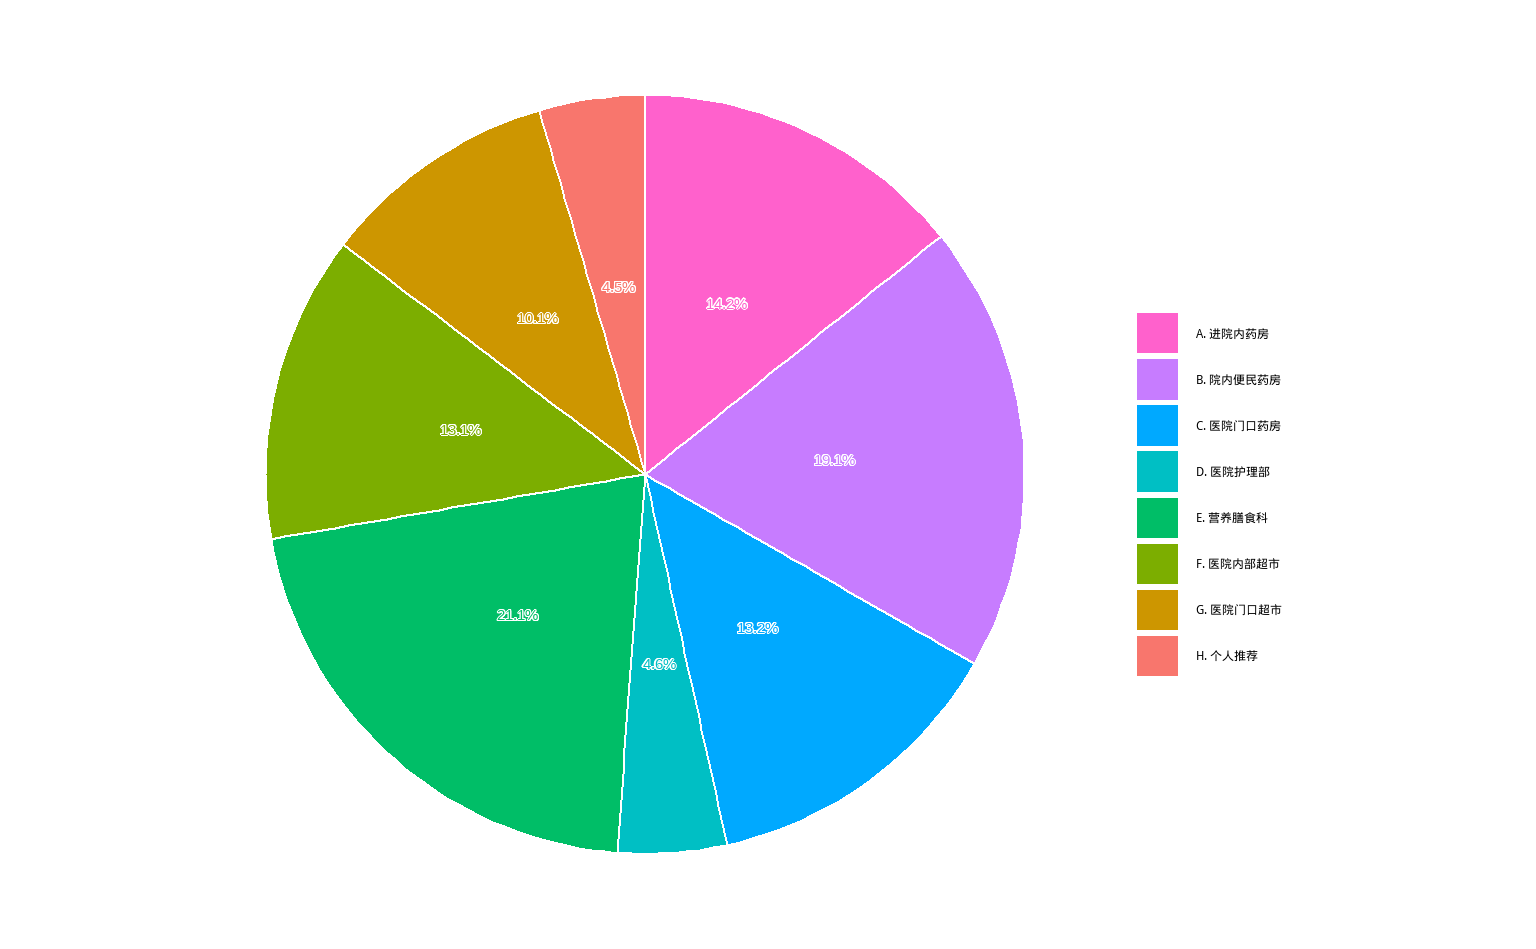 4.5%
14.2%
10.1%
13.1%
19.1%
21.1%
13.2%
4.6%
A. 进院内药房
B. 院内便民药房
C. 医院门口药房
D. 医院护理部
E. 营养膳食科
F. 医院内部超市
G. 医院门口超市
H. 个人推荐